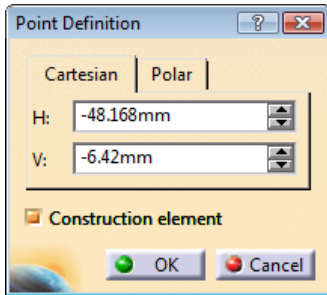 Point Definition ?
Cartesian Polar
H: -48.168mm
V: -6.42mm
Construction element
OK Cancel